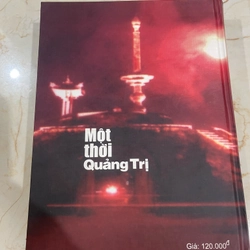 Một
thời
Quảng Trị
Giá: 120.000đ